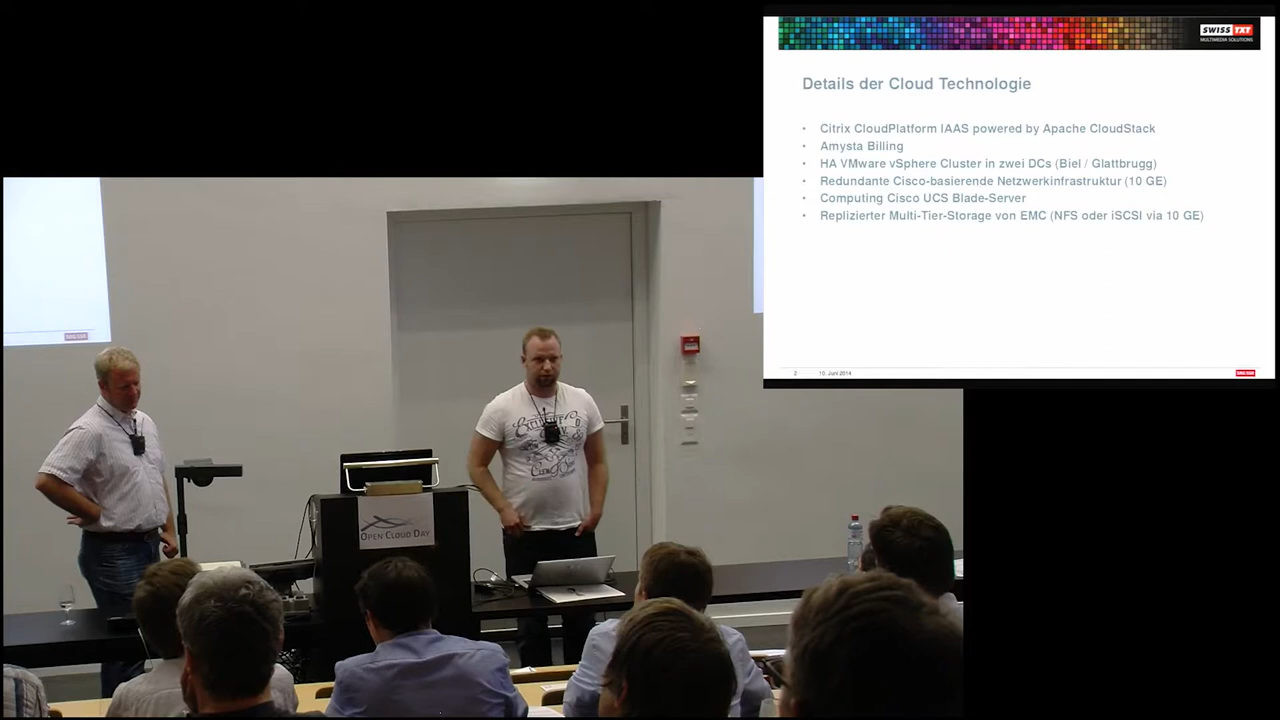 SWISS TXT
MULTIMEDIA SOLUTIONS
Details der Cloud Technologie
• Citrix CloudPlatform IAAS powered by Apache CloudStack
• Amysta Billing
• HA VMware vSphere Cluster in zwei DCs (Biel / Glattbrugg)
• Redundante Cisco-basierende Netzwerkinfrastruktur (10 GE)
• Computing Cisco UCS Blade-Server
• Replizierter Multi-Tier-Storage von EMC (NFS oder iSCSI via 10 GE)
2 10. Juni 2014
OPEN CLOUD DAY